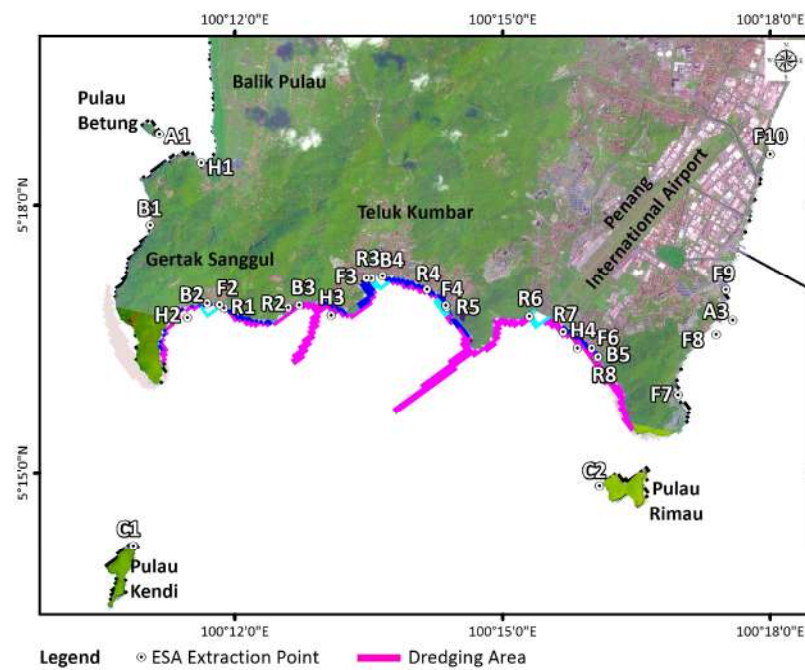 100°12'0"E 100°15'0"E 100°18'0"E
N
Balik Pulau
Pulau
Betung
A1
H1
F10
5°18'0"N
Penang
International Airport
B1
Teluk Kumbar
Gertak Sanggul
R3 B4
F3
R4
F9
B2 F2
B3
F4
H2
R1
R2
H3
R5
R6
A3
R7
H4
F6
F8
B5
R8
F7
5°15'0"N
C2
Pulau
Rimau
C1
Pulau
Kendi
100°12'0"E 100°15'0"E 100°18'0"E
Legend ESA Extraction Point Dredging Area